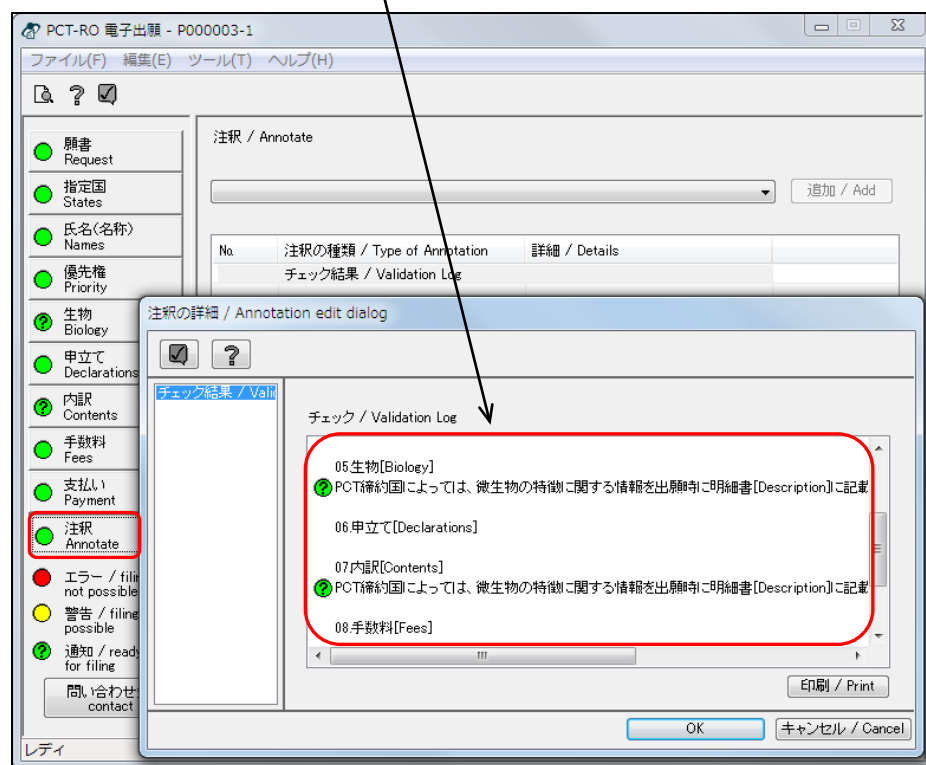 PCT-RO 電子出願 - P000003-1
ファイル(F) 編集(E) ツール(T) ヘルプ(H)
願書
Request
指定国
States
氏名(名称)
Names
優先権
Priority
生物
Biology
申立て
Declarations
内訳
Contents
手数料
Fees
支払い
Payment
注釈
Annotate
エラー / filin
not possible
警告 / filing
possible
通知 / ready
for filing
問い合わせ
contact
レディ
注釈 / Annotate
追加 / Add
No. 注釈の種類 / Type of Annotation 詳細 / Details
チェック結果 / Validation Log
注釈の詳細 / Annotation edit dialog
チェック結果 / Valid
チェック / Validation Log
05.生物[Biology]
PCT締約国によっては、微生物の特徴に関する情報を出願時に明細書[Description]に記載
06.申立て[Declarations]
07.内訳[Contents]
PCT締約国によっては、微生物の特徴に関する情報を出願時に明細書[Description]に記載
08.手数料[Fees]
印刷 / Print
OK
キャンセル / Cancel